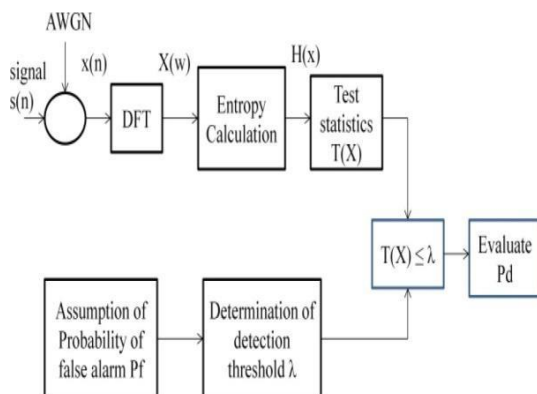 AWGN
signal
s(n)
x(n)
DFT
X(w)
Entropy
Calculation
H(x)
Test
statistics
T(X)
T(X) ≤ λ
Evaluate
Pd
Assumption of
Probability of
false alarm Pf
Determination of
detection
threshold λ